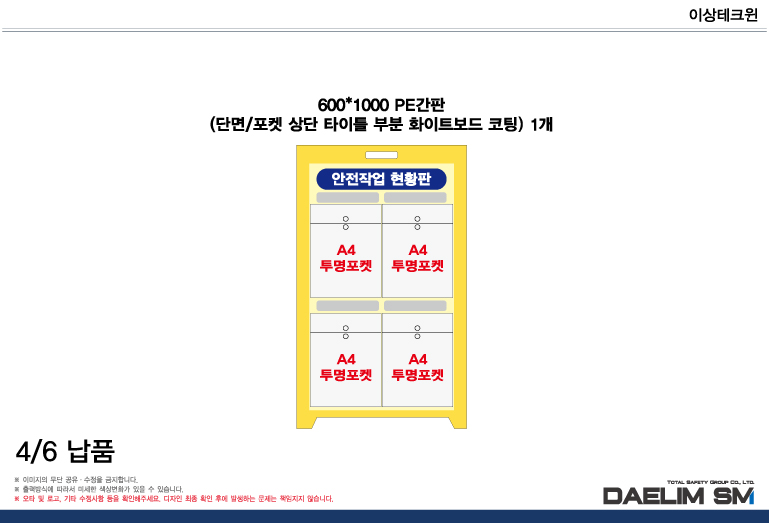 이상테크윈
600*1000 PE간판
(단면/포켓 상단 타이틀 부분 화이트보드 코팅) 1개
안전작업 현황판
A4 A4
투명포켓 투명포켓
A4 A4
투명포켓 투명포켓
4/6 납품
※ 이미지의 무단 공유 · 수정을 금지합니다.
※ 출력방식에 따라서 미세한 색상변화가 있을 수 있습니다.
※ 오타 및 로고, 기타 수정사항 등을 확인해주세요. 디자인 최종 확인 후에 발생하는 문제는 책임지지 않습니다.
TOTAL SAFETY GROUP CO., LTD.
DAELIM SM